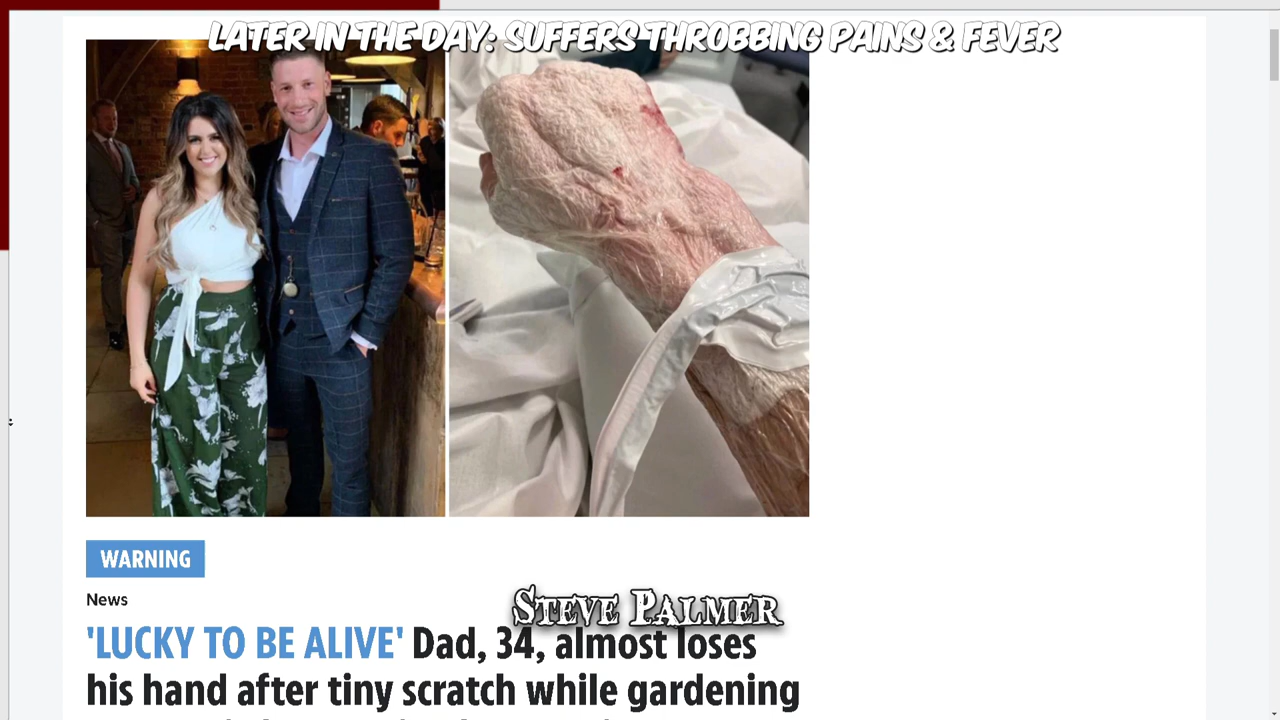 LATER IN THE DAY: SUFFERS THROBBING PAINS & FEVER
WARNING
News
STEVE PALMER
'LUCKY TO BE ALIVE' Dad, 34, almost loses
his hand after tiny scratch while gardening